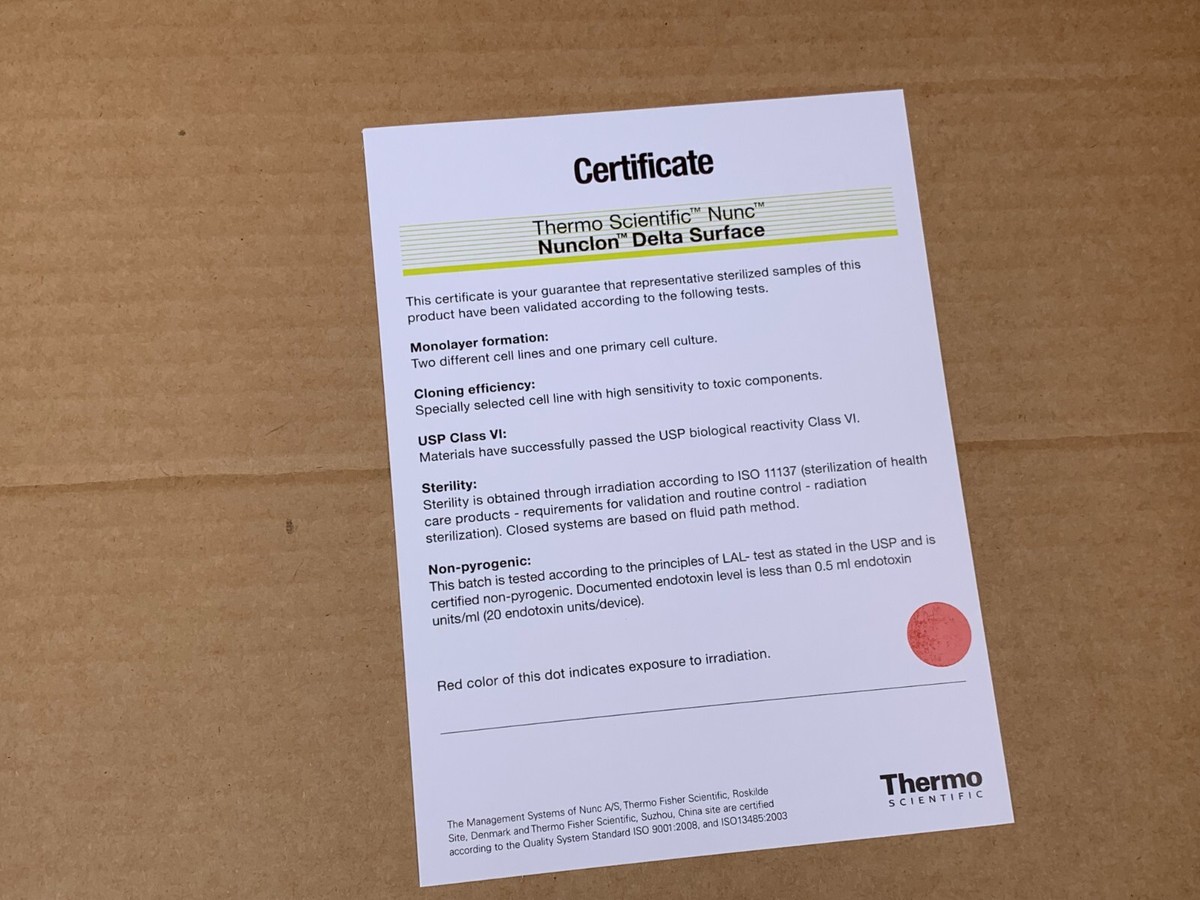 Certificate
Thermo Scientific™ Nunc™
Nunclon™ Delta Surface
This certificate is your guarantee that representative sterilized samples of this
product have been validated according to the following tests.
Monolayer formation:
Two different cell lines and one primary cell culture.
Cloning efficiency:
Specially selected cell line with high sensitivity to toxic components.
USP Class VI:
Materials have successfully passed the USP biological reactivity Class VI.
Sterility:
Sterility is obtained through irradiation according to ISO 11137 (sterilization of health
care products - requirements for validation and routine control - radiation
sterilization). Closed systems are based on fluid path method.
Non-pyrogenic:
This batch is tested according to the principles of LAL- test as stated in the USP and is
certified non-pyrogenic. Documented endotoxin level is less than 0.5 ml endotoxin
units/ml (20 endotoxin units/device).
Red color of this dot indicates exposure to irradiation.
The Management Systems of Nunc A/S, Thermo Fisher Scientific, Roskilde
Site, Denmark and Thermo Fisher Scientific, Suzhou, China site are certified
according to the Quality System Standard ISO 9001:2008, and ISO13485:2003
Thermo
SCIENTIFIC